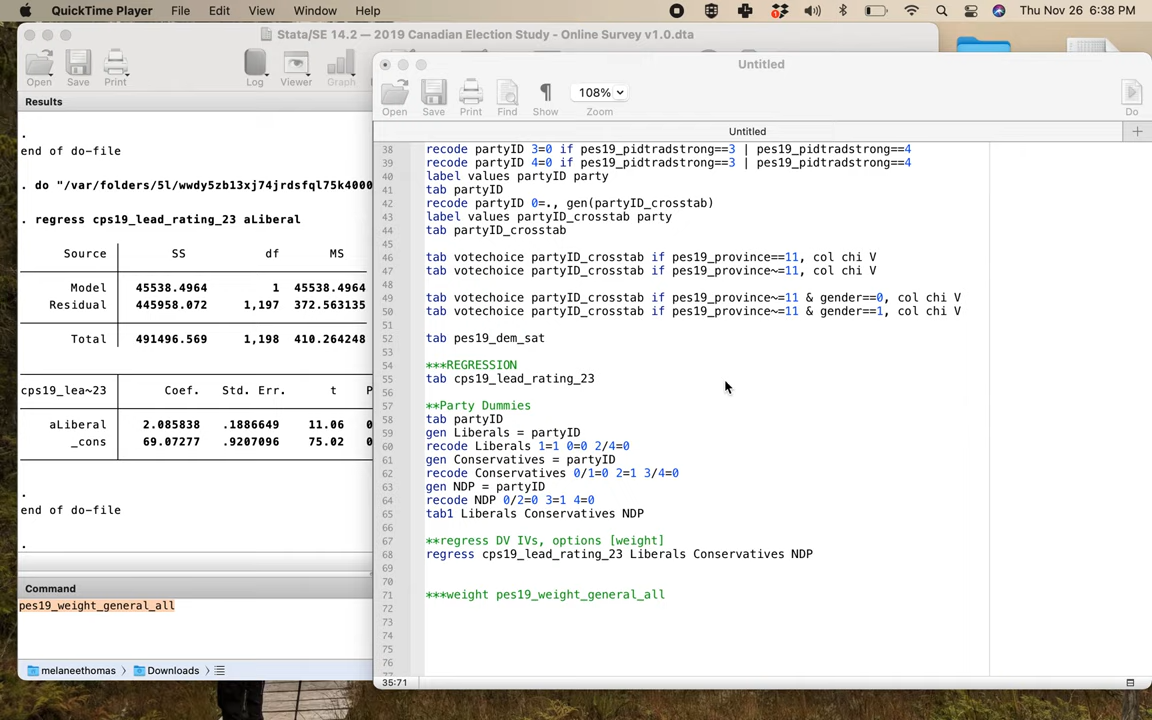 QuickTime Player File Edit View Window Help Thu Nov 26 6:38 PM
Stata/SE 14.2 — 2019 Canadian Election Study - Online Survey v1.0.dta
Open Save Print Log Viewer Graph
Results
.
end of do-file
. do "/var/folders/5l/wwdy5zb13xj74jrdsfql75k4000
. regress cps19_lead_rating_23 aLiberal
Source SS df MS
Model 45538.4964 1 45538.4964
Residual 445958.072 1,197 372.563135
Total 491496.569 1,198 410.264248
cps19_lea~23 Coef. Std. Err. t P
aLiberal 2.085838 .1886649 11.06 0
_cons 69.07277 .9207096 75.02 0
.
end of do-file
.
Command
pes19_weight_general_all
melaneethomas Downloads
Untitled
Open Save Print Find Show 108% Zoom Do
Untitled +
38 recode partyID 3=0 if pes19_pidtradstrong==3 | pes19_pidtradstrong==4
39 recode partyID 4=0 if pes19_pidtradstrong==3 | pes19_pidtradstrong==4
40 label values partyID party
41 tab partyID
42 recode partyID 0=., gen(partyID_crosstab)
43 label values partyID_crosstab party
44 tab partyID_crosstab
45
46 tab votechoice partyID_crosstab if pes19_province==11, col chi V
47 tab votechoice partyID_crosstab if pes19_province~=11, col chi V
48
49 tab votechoice partyID_crosstab if pes19_province~=11 & gender==0, col chi V
50 tab votechoice partyID_crosstab if pes19_province~=11 & gender==1, col chi V
51
52 tab pes19_dem_sat
53
54 ***REGRESSION
55 tab cps19_lead_rating_23
56
57 **Party Dummies
58 tab partyID
59 gen Liberals = partyID
60 recode Liberals 1=1 0=0 2/4=0
61 gen Conservatives = partyID
62 recode Conservatives 0/1=0 2=1 3/4=0
63 gen NDP = partyID
64 recode NDP 0/2=0 3=1 4=0
65 tab1 Liberals Conservatives NDP
66
67 **regress DV IVs, options [weight]
68 regress cps19_lead_rating_23 Liberals Conservatives NDP
69
70
71 ***weight pes19_weight_general_all
72
73
74
75
76
35:71